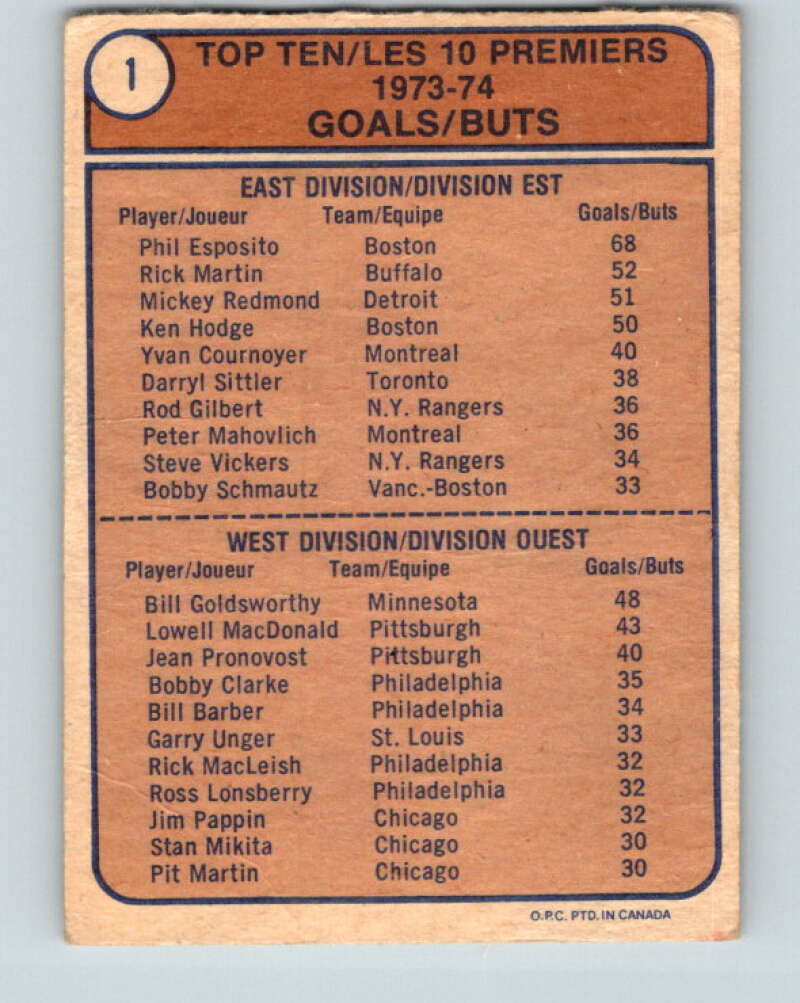 1
TOP TEN/LES 10 PREMIERS
1973-74
GOALS/BUTS
EAST DIVISION/DIVISION EST
Player/Joueur Team/Equipe Goals/Buts
Phil Esposito Boston 68
Rick Martin Buffalo 52
Mickey Redmond Detroit 51
Ken Hodge Boston 50
Yvan Cournoyer Montreal 40
Darryl Sittler Toronto 38
Rod Gilbert N.Y. Rangers 36
Peter Mahovlich Montreal 36
Steve Vickers N.Y. Rangers 34
Bobby Schmautz Vanc.-Boston 33
WEST DIVISION/DIVISION OUEST
Player/Joueur Team/Equipe Goals/Buts
Bill Goldsworthy Minnesota 48
Lowell MacDonald Pittsburgh 43
Jean Pronovost Pittsburgh 40
Bobby Clarke Philadelphia 35
Bill Barber Philadelphia 34
Garry Unger St. Louis 33
Rick MacLeish Philadelphia 32
Ross Lonsberry Philadelphia 32
Jim Pappin Chicago 32
Stan Mikita Chicago 30
Pit Martin Chicago 30
O.P.C. PTD. IN CANADA